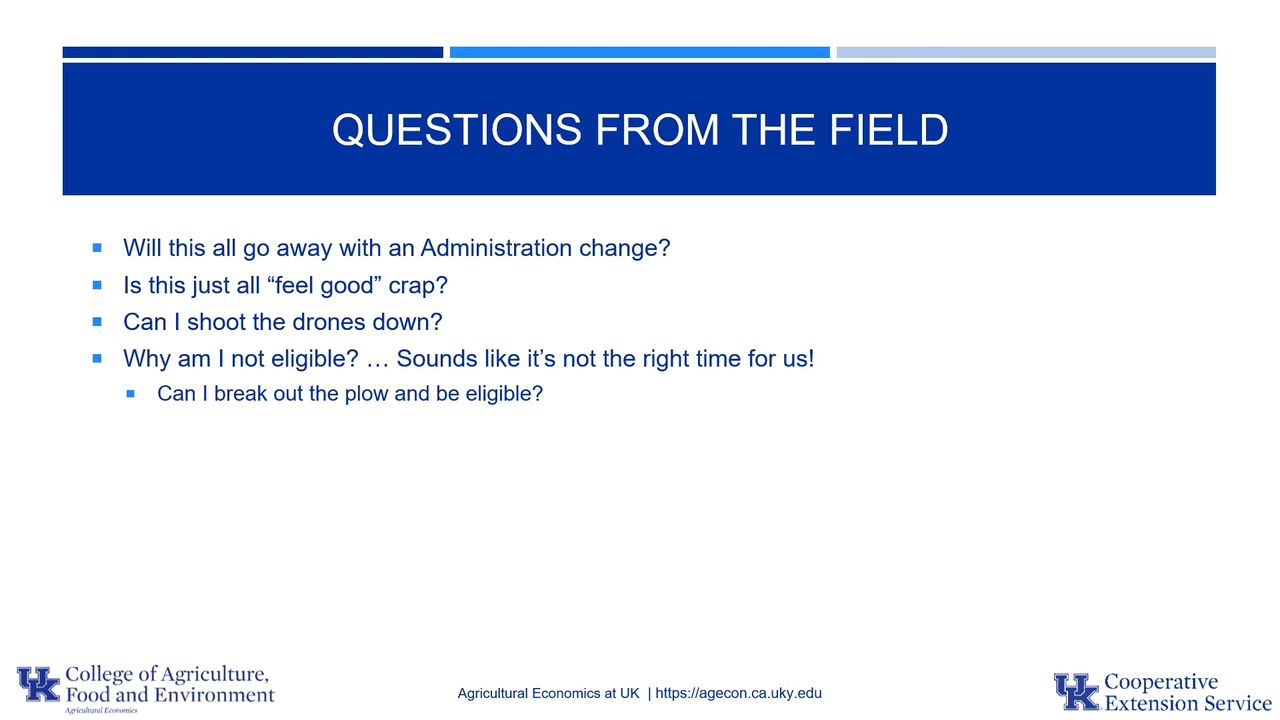 QUESTIONS FROM THE FIELD
Will this all go away with an Administration change?
Is this just all “feel good” crap?
Can I shoot the drones down?
Why am I not eligible? … Sounds like it’s not the right time for us!
Can I break out the plow and be eligible?
UK College of Agriculture,
Food and Environment
Agricultural Economics
Agricultural Economics at UK | https://agecon.ca.uky.edu
UK Cooperative
Extension Service